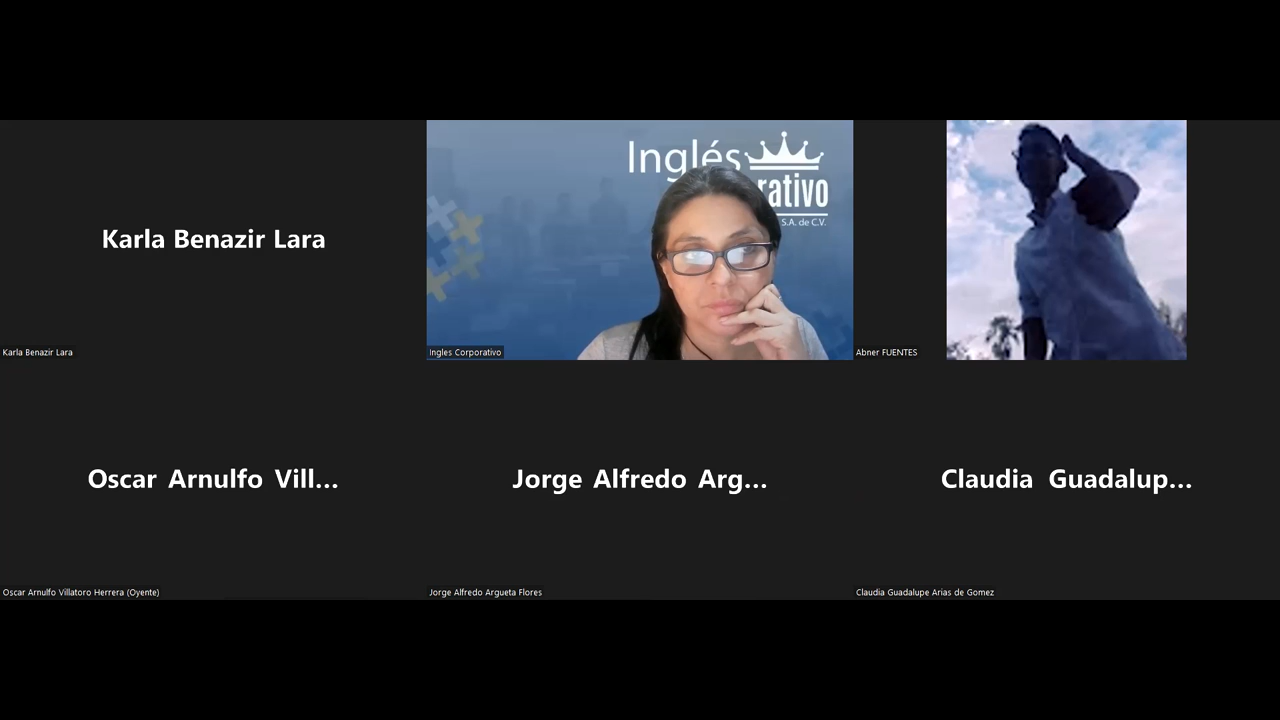 Karla Benazir Lara
Karla Benazir Lara
Inglés
rativo
S.A. de C.V.
Ingles Corporativo
Abner FUENTES
Oscar Arnulfo Vill...
Oscar Arnulfo Villatoro Herrera (Oyente)
Jorge Alfredo Arg...
Jorge Alfredo Argueta Flores
Claudia Guadalup...
Claudia Guadalupe Arias de Gomez